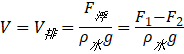 V = V排 = F浮 / ρ水g = F1−F2 / ρ水g